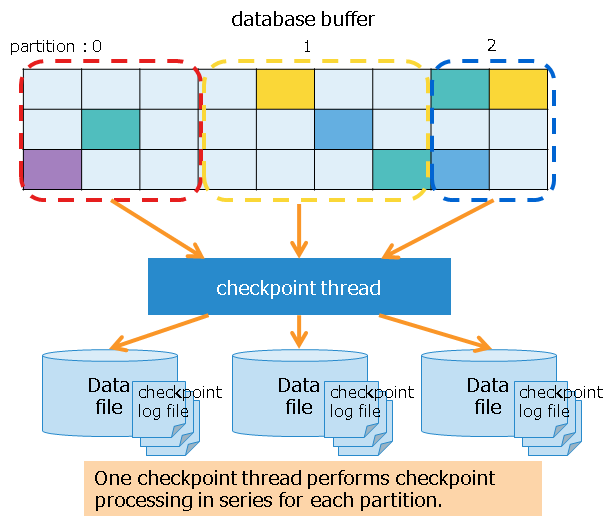 database buffer
partition : 0
1
2
checkpoint thread
Data
file
checkpoint
log file
Data
file
checkpoint
log file
Data
file
checkpoint
log file
One checkpoint thread performs checkpoint
processing in series for each partition.